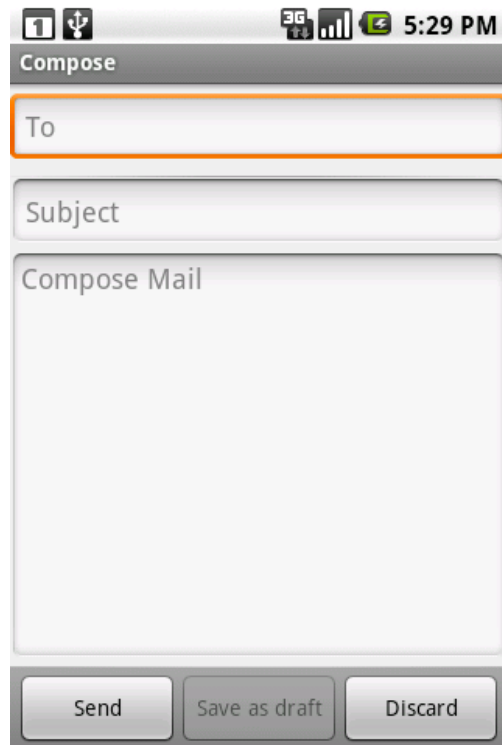 1 3G 5:29 PM
Compose
To
Subject
Compose Mail
Send Save as draft Discard